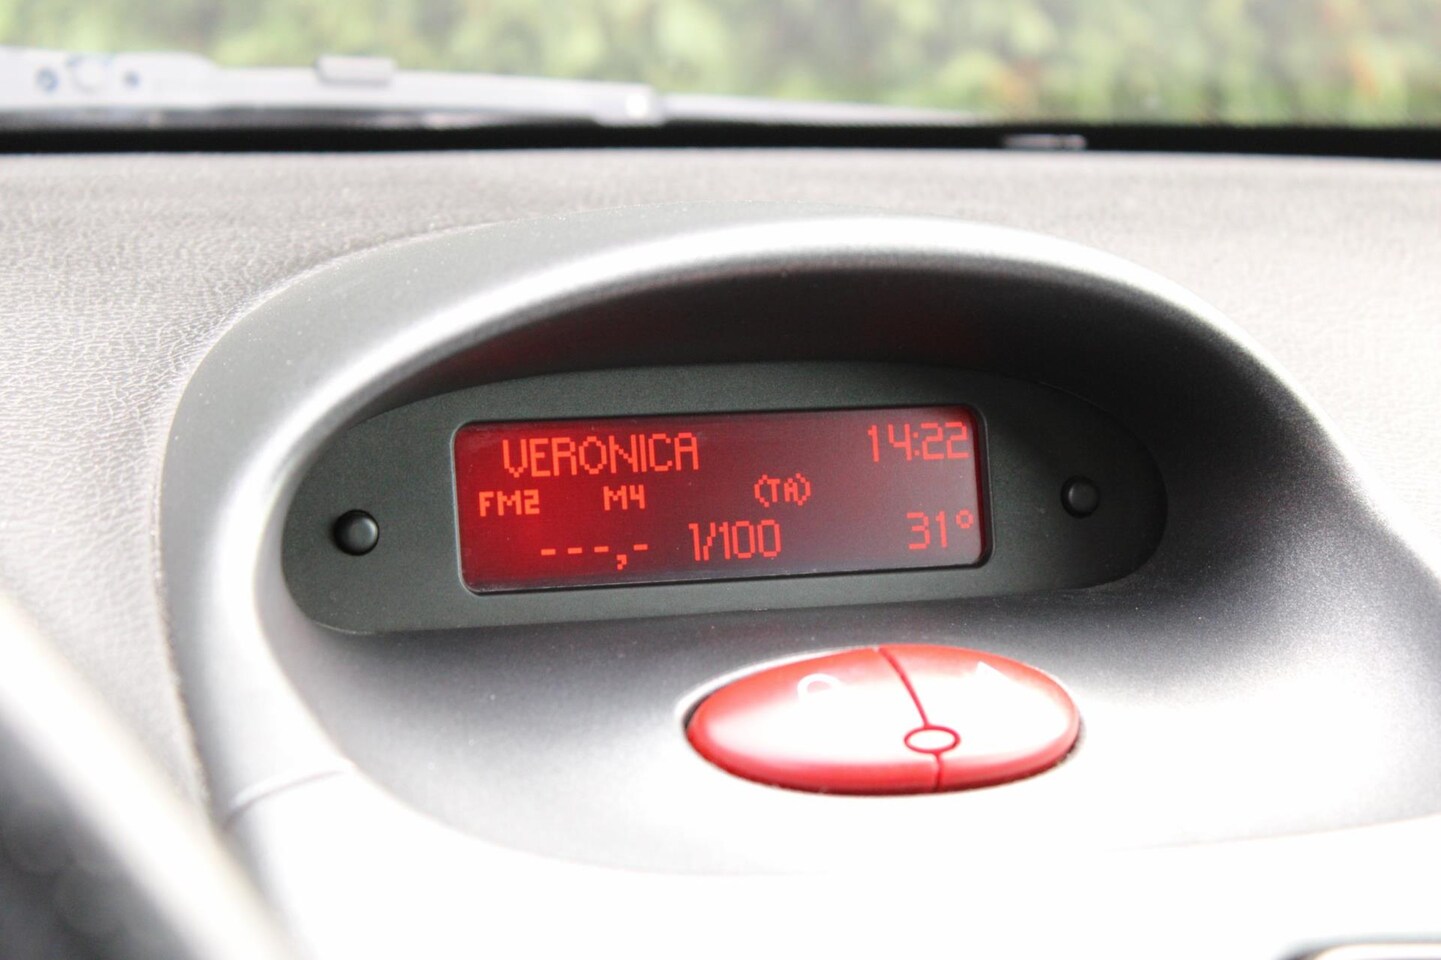 VERONICA 14:22
FM2 M4 (TA)
---,- l/100 31°